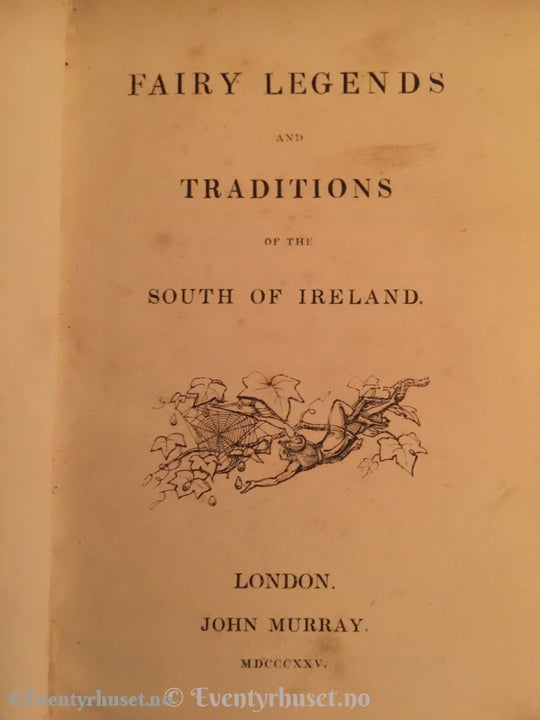 FAIRY LEGENDS
AND
TRADITIONS
OF THE
SOUTH OF IRELAND.
LONDON.
JOHN MURRAY.
MDCCCXXV.
© Eventyrhuset.no © Eventyrhuset.no